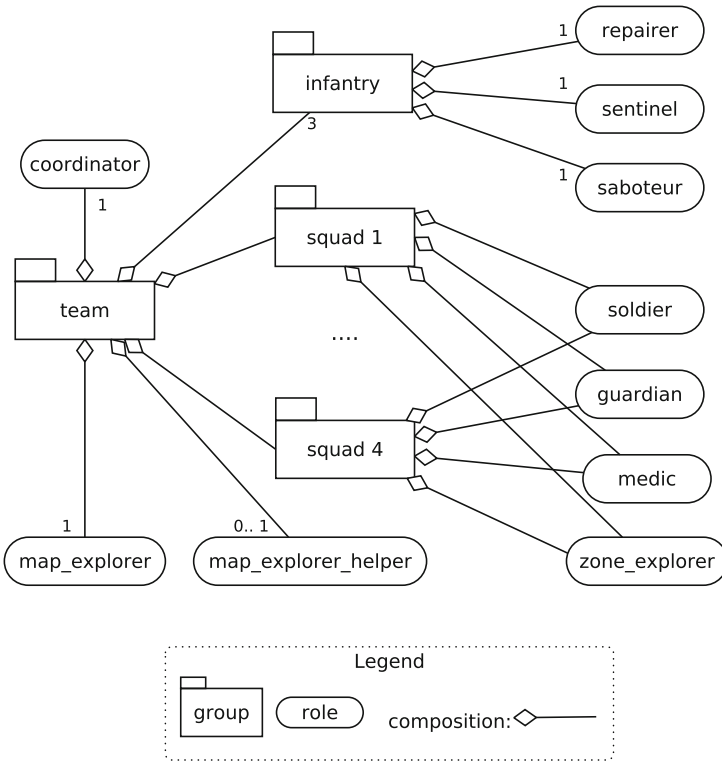 repairer
1
infantry
1
sentinel
3
coordinator
1
saboteur
1
squad 1
team
soldier
....
guardian
squad 4
medic
1
0.. 1
map_explorer
map_explorer_helper
zone_explorer
Legend
group
role
composition: